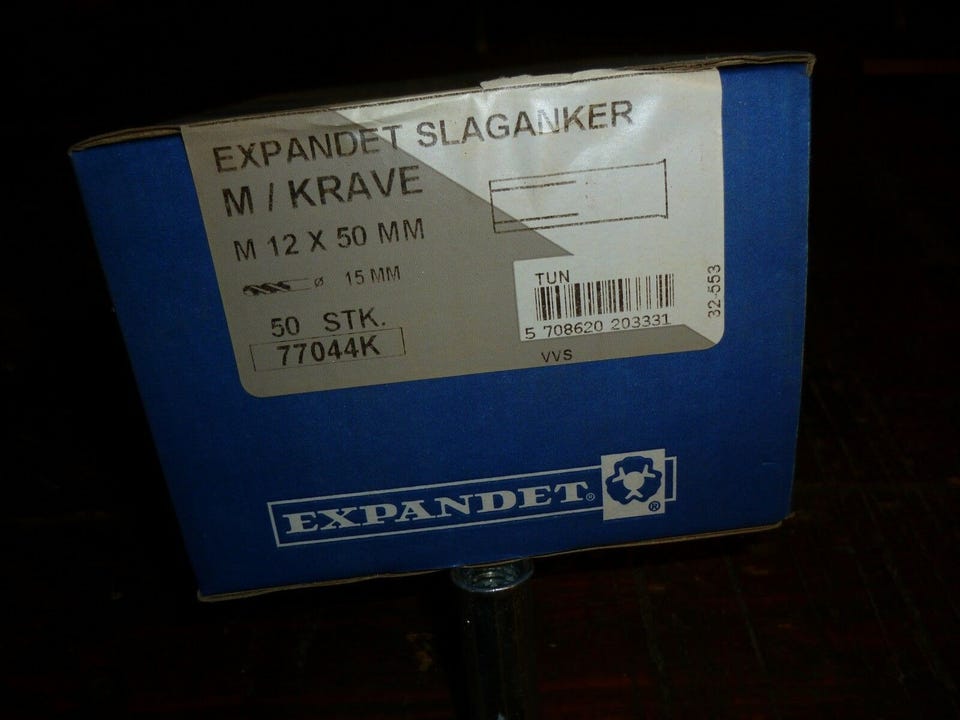 EXPANDET SLAGANKER
M / KRAVE
M 12 X 50 MM
ø 15 MM
50 STK.
77044K
TUN
5 708620 203331
VVS
32-553
EXPANDET®
®